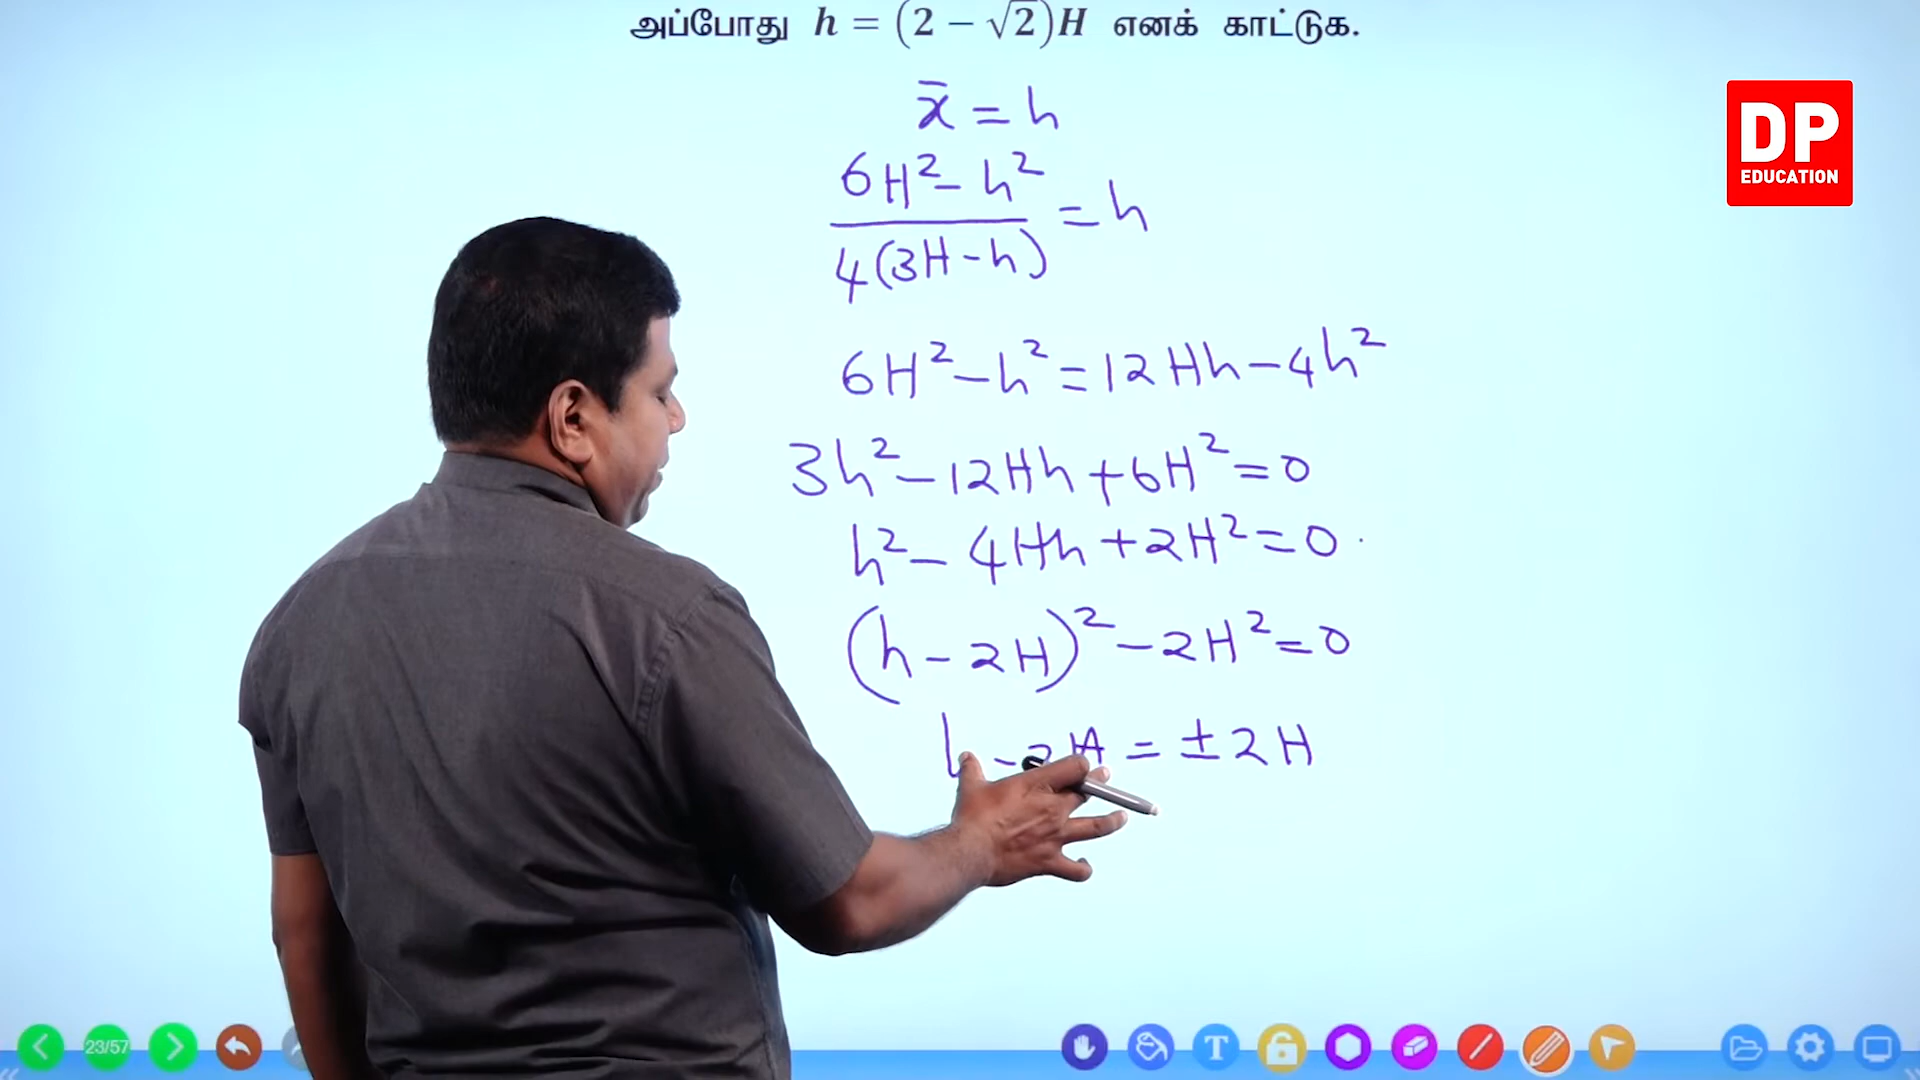 அப்போது h = (2 − √2)H எனக் காட்டுக.
x̄ = h
DP
EDUCATION
6H² − h² / 4(3H − h) = h
6H² − h² = 12Hh − 4h²
3h² − 12Hh + 6H² = 0
h² − 4Hh + 2H² = 0
(h − 2H)² − 2H² = 0
− 2H = ± 2H
23/57
T